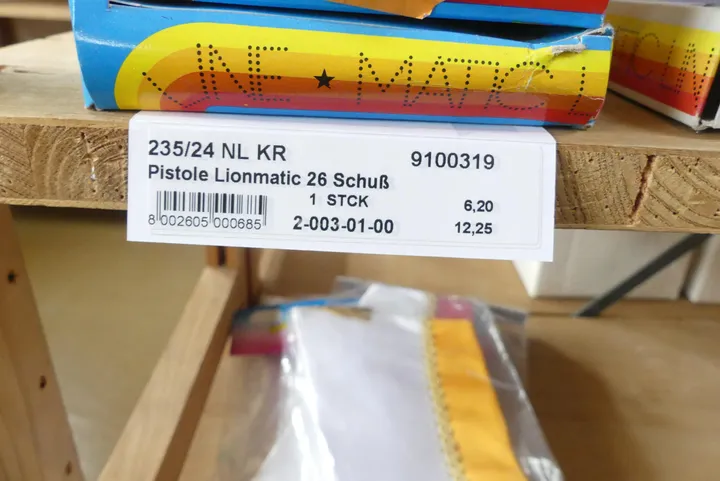 LINE ★ MATIC
235/24 NL KR 9100319
Pistole Lionmatic 26 Schuß
1 STCK 6,20
8 002605 000685 2-003-01-00 12,25